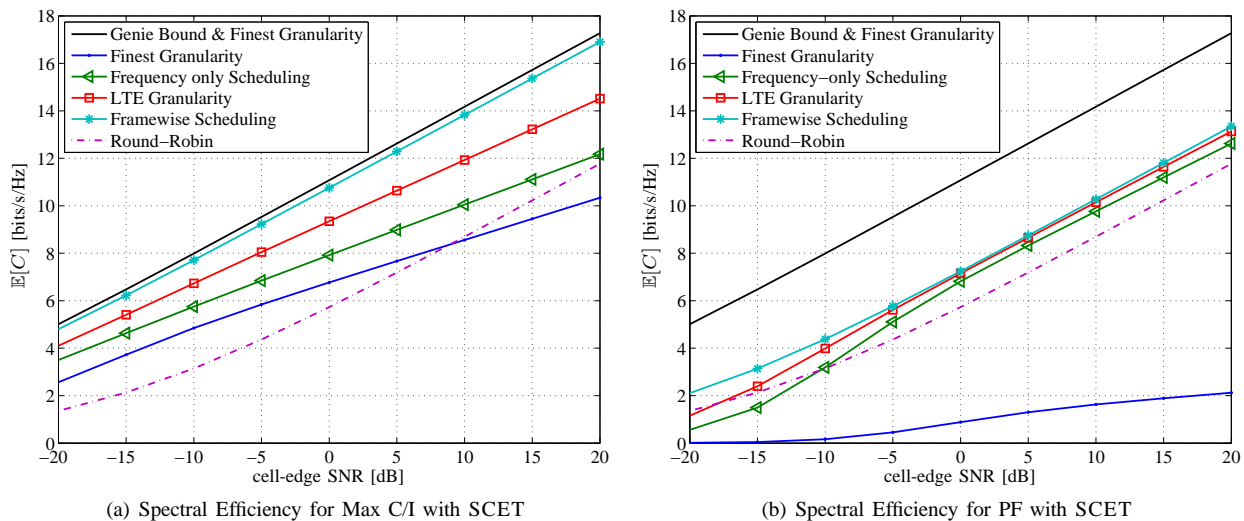 18
16
14
12
10
8
6
4
2
0
𝔼[C] [bits/s/Hz]
Genie Bound & Finest Granularity
Finest Granularity
Frequency only Scheduling
LTE Granularity
Framewise Scheduling
Round−Robin
−20 −15 −10 −5 0 5 10 15 20
cell-edge SNR [dB]
(a) Spectral Efficiency for Max C/I with SCET
18
16
14
12
10
8
6
4
2
0
𝔼[C] [bits/s/Hz]
Genie Bound & Finest Granularity
Finest Granularity
Frequency−only Scheduling
LTE Granularity
Framewise Scheduling
Round−Robin
−20 −15 −10 −5 0 5 10 15 20
cell-edge SNR [dB]
(b) Spectral Efficiency for PF with SCET